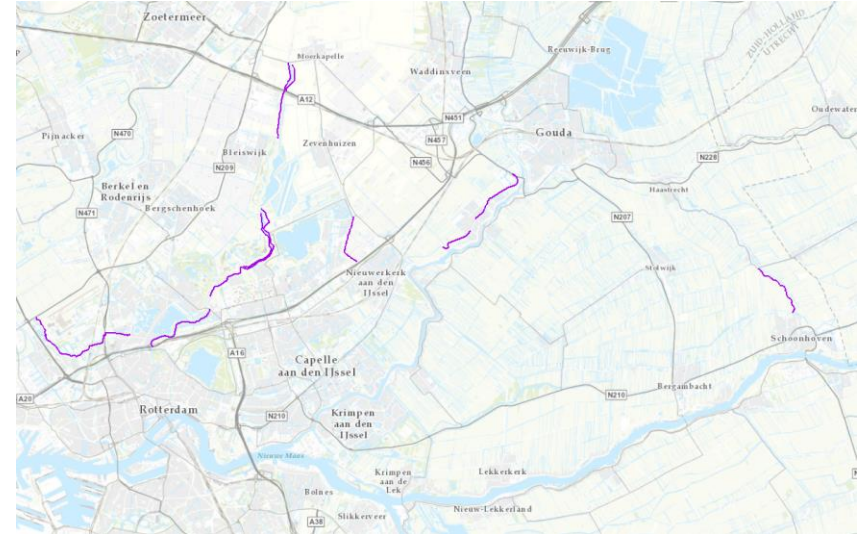 Zoetermeer
Moerkapelle
Reeuwijk-Brug
ZUID-HOLLAND
UTRECHT
Waddinxveen
A12
Oudewater
N451
Pijnacker
N470
Gouda
N457
Bleiswijk
Zevenhuizen
N456
N228
N209
Berkel en
Rodenrijs
Haastrecht
Bergschenhoek
N471
N207
Stolwijk
Nieuwerkerk
aan den
IJssel
Schoonhoven
A16
Capelle
aan den IJssel
Bergambacht
A20
N210
Rotterdam
N210
Krimpen
aan den
IJssel
Nieuwe Maas
Krimpen
aan de
Lek
Lekkerkerk
Bolnes
Nieuw-Lekkerland
Slikkerveer
A38